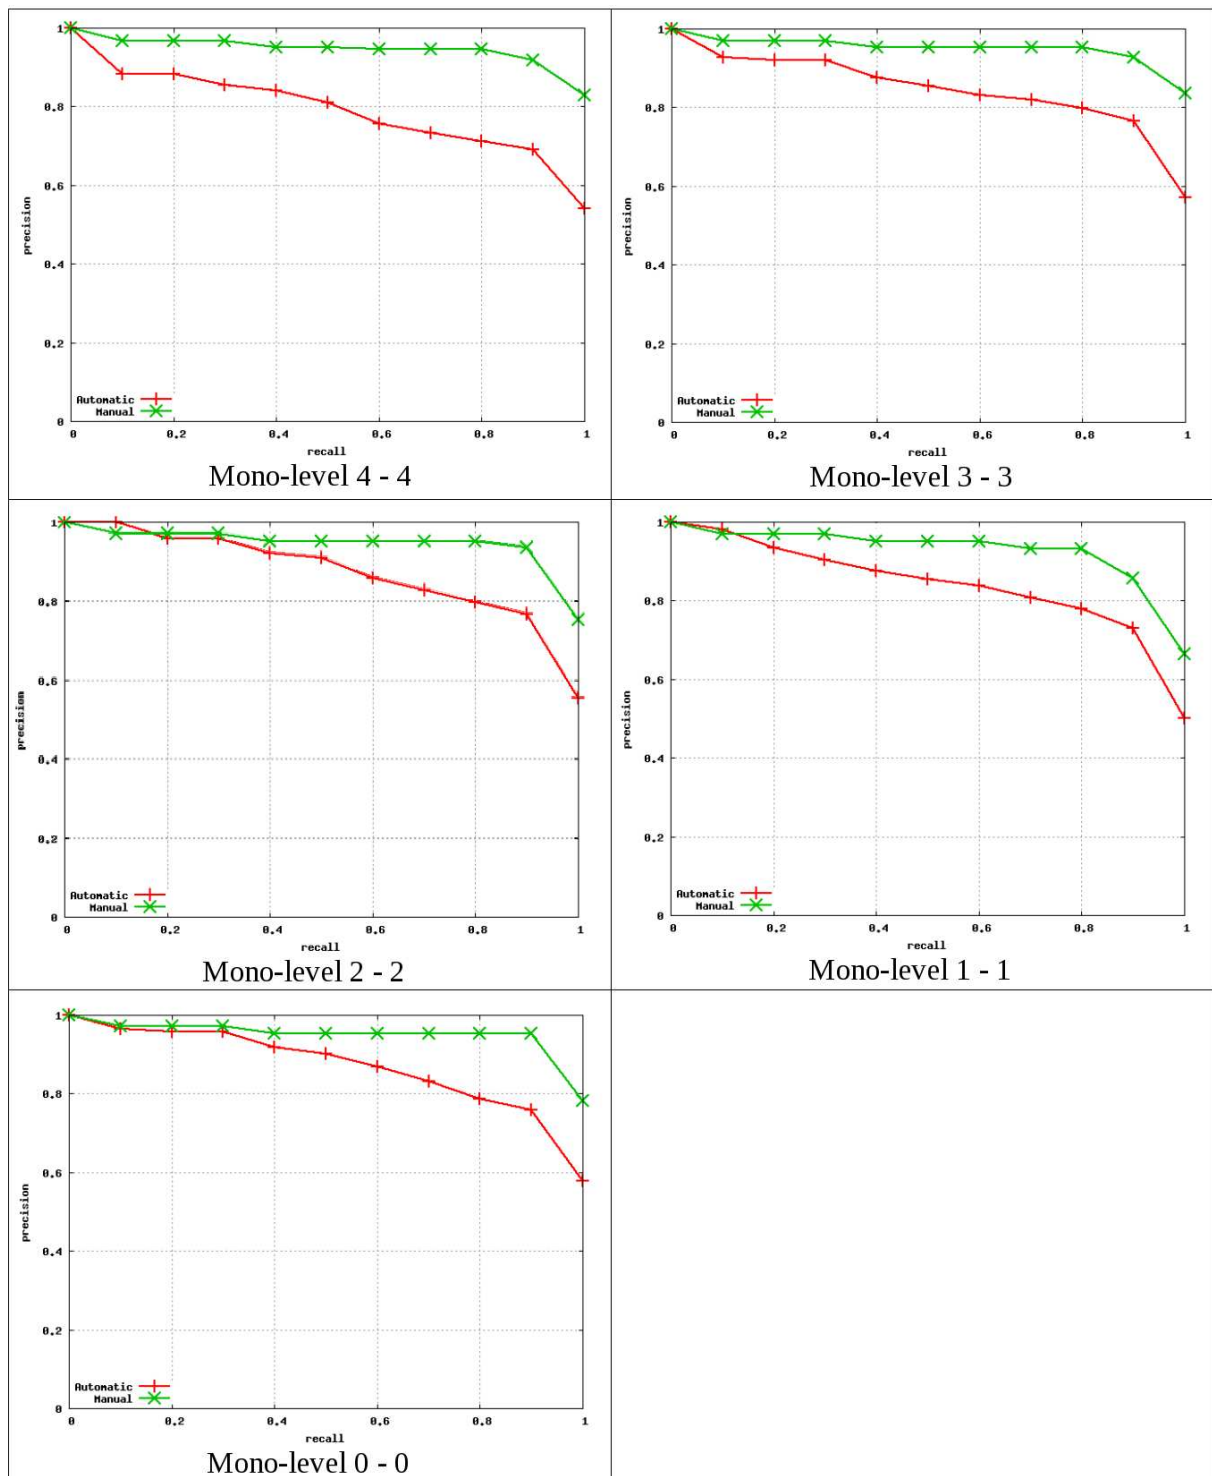 1
0.8
0.6
0.4
0.2
0
precision
Automatic
Manual
0 0.2 0.4 0.6 0.8 1
recall
Mono-level 4 - 4
1
0.8
0.6
0.4
0.2
0
precision
Automatic
Manual
0 0.2 0.4 0.6 0.8 1
recall
Mono-level 3 - 3
1
0.8
0.6
0.4
0.2
0
precision
Automatic
Manual
0 0.2 0.4 0.6 0.8 1
recall
Mono-level 2 - 2
1
0.8
0.6
0.4
0.2
0
precision
Automatic
Manual
0 0.2 0.4 0.6 0.8 1
recall
Mono-level 1 - 1
1
0.8
0.6
0.4
0.2
0
precision
Automatic
Manual
0 0.2 0.4 0.6 0.8 1
recall
Mono-level 0 - 0